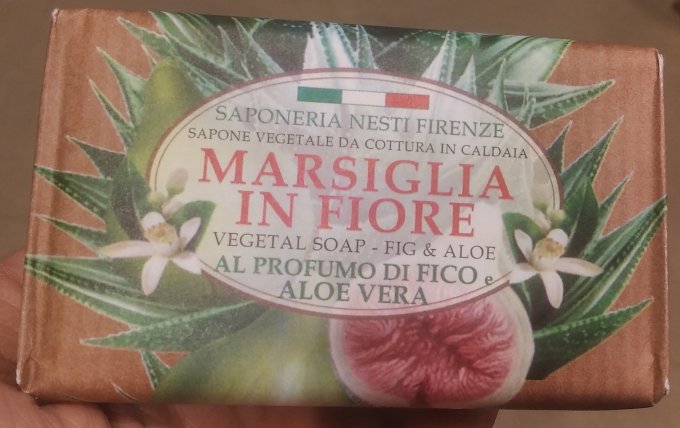 SAPONERIA NESTI FIRENZE
SAPONE VEGETALE DA COTTURA IN CALDAIA
MARSIGLIA
IN FIORE
VEGETAL SOAP - FIG & ALOE
AL PROFUMO DI FICO e
ALOE VERA